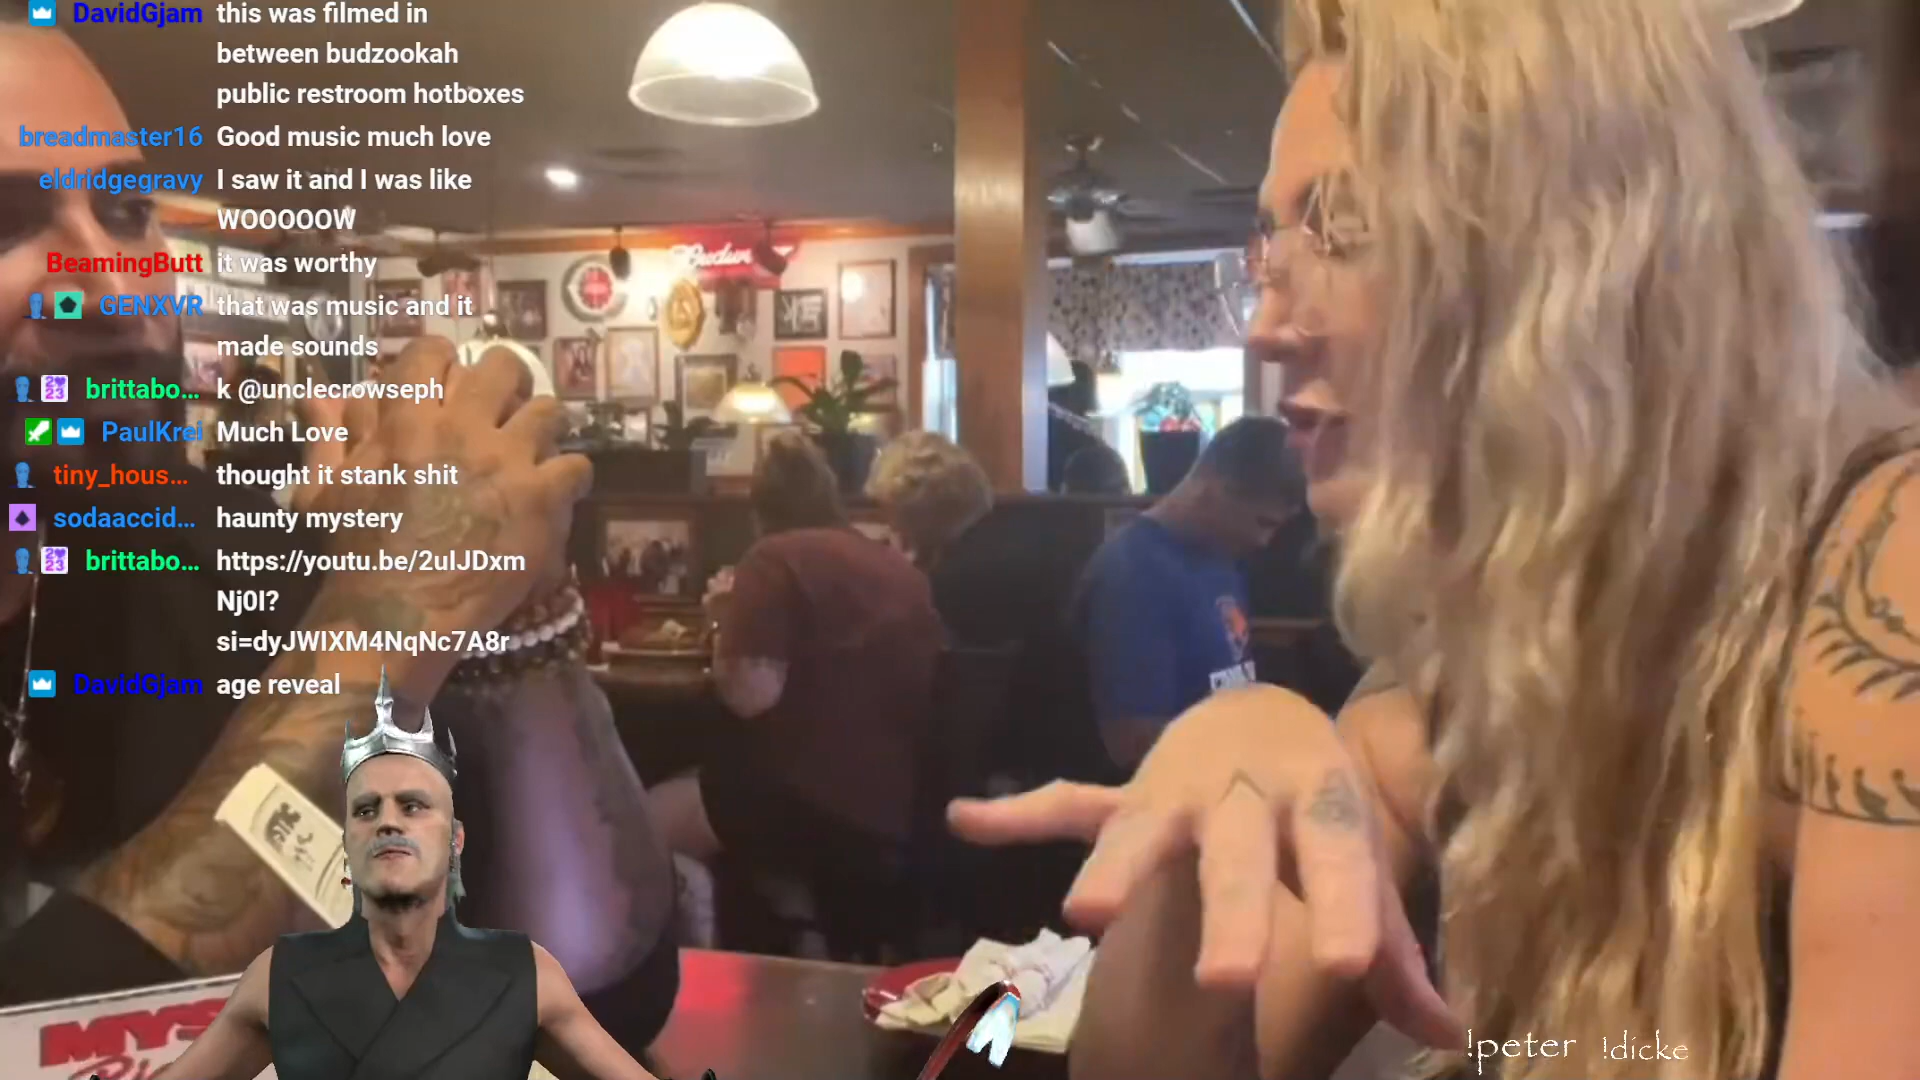 DavidGjam this was filmed in
between budzookah
public restroom hotboxes
breadmaster16 Good music much love
eldridgegravy I saw it and I was like
WOOOOOW
BeamingButt it was worthy
GENXVR that was music and it
made sounds
brittabo... k @unclecrowseph
PaulKrei Much Love
tiny_hous... thought it stank shit
sodaaccid... haunty mystery
brittabo... https://youtu.be/2uIJDxm
Nj0I?
si=dyJWIXM4NqNc7A8r
DavidGjam age reveal
MYS
!peter !dicke